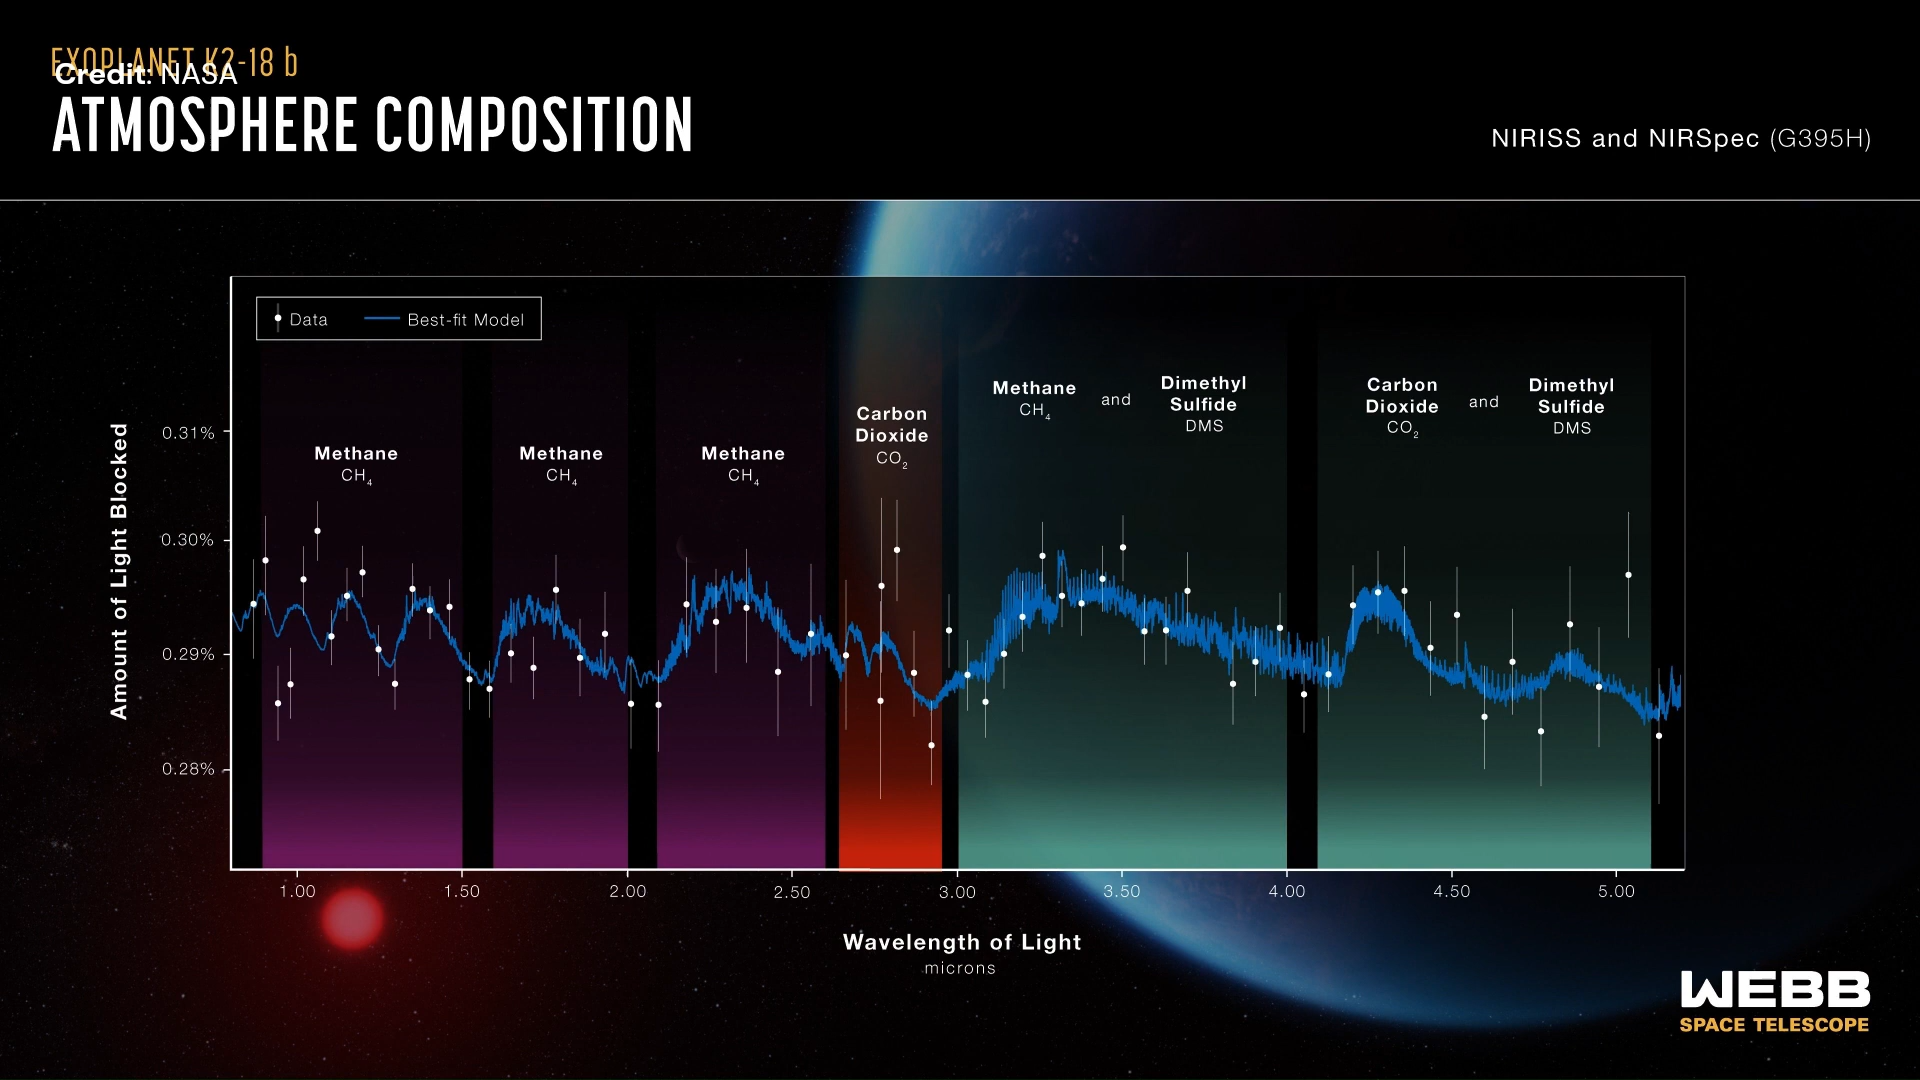 EXOPLANET K2-18 b
Credit: NASA
ATMOSPHERE COMPOSITION
NIRISS and NIRSpec (G395H)
Data
Best-fit Model
Methane
CH₄
Methane
CH₄
Methane
CH₄
Carbon
Dioxide
CO₂
Methane
CH₄
and
Dimethyl
Sulfide
DMS
Carbon
Dioxide
CO₂
and
Dimethyl
Sulfide
DMS
Amount of Light Blocked
0.31%
0.30%
0.29%
0.28%
1.00 1.50 2.00 2.50 3.00 3.50 4.00 4.50 5.00
Wavelength of Light
microns
WEBB
SPACE TELESCOPE